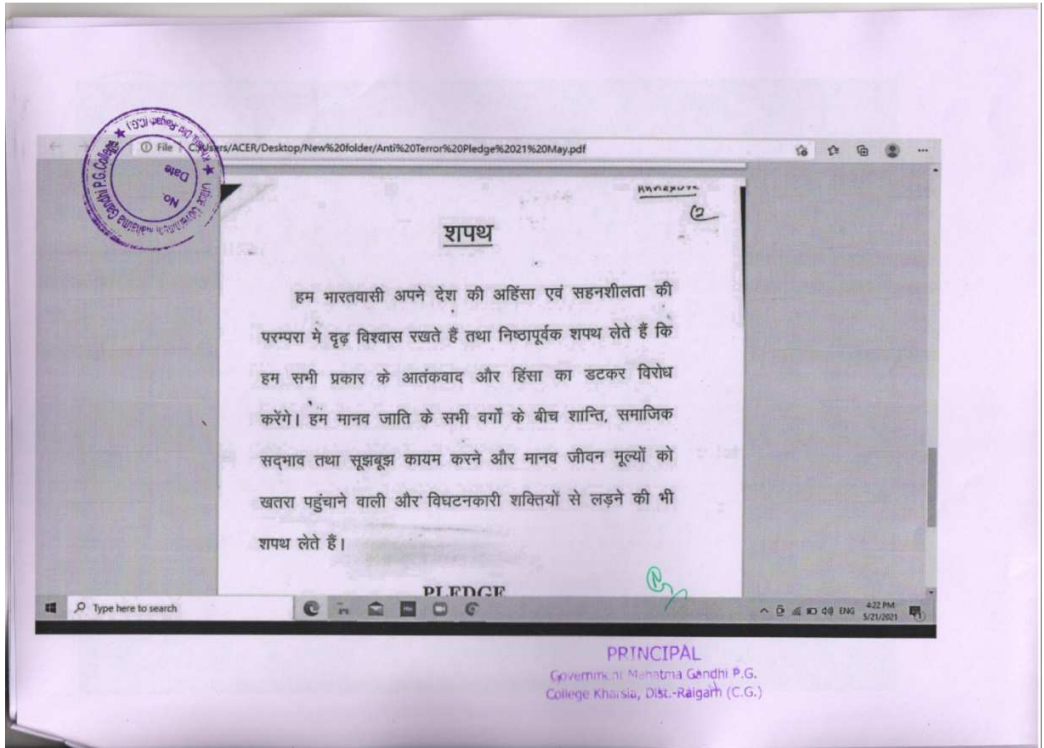 File C:/Users/ACER/Desktop/New%20folder/Anti%20Terror%20Pledge%2021%20May.pdf
No.
Date
ANNEXURE
शपथ
हम भारतवासी अपने देश की अहिंसा एवं सहनशीलता की
परम्परा मे दृढ़ विश्वास रखते हैं तथा निष्ठापूर्वक शपथ लेते हैं कि
हम सभी प्रकार के आतंकवाद और हिंसा का डटकर विरोध
करेंगे। हम मानव जाति के सभी वर्गों के बीच शान्ति, समाजिक
सद्भाव तथा सूझबूझ कायम करने और मानव जीवन मूल्यों को
खतरा पहुंचाने वाली और विघटनकारी शक्तियों से लड़ने की भी
शपथ लेते हैं।
PLEDGE
Type here to search
ENG
4:22 PM
5/21/2021
PRINCIPAL
Government Mahatma Gandhi P.G.
College Kharsia, Dist.-Raigarh (C.G.)